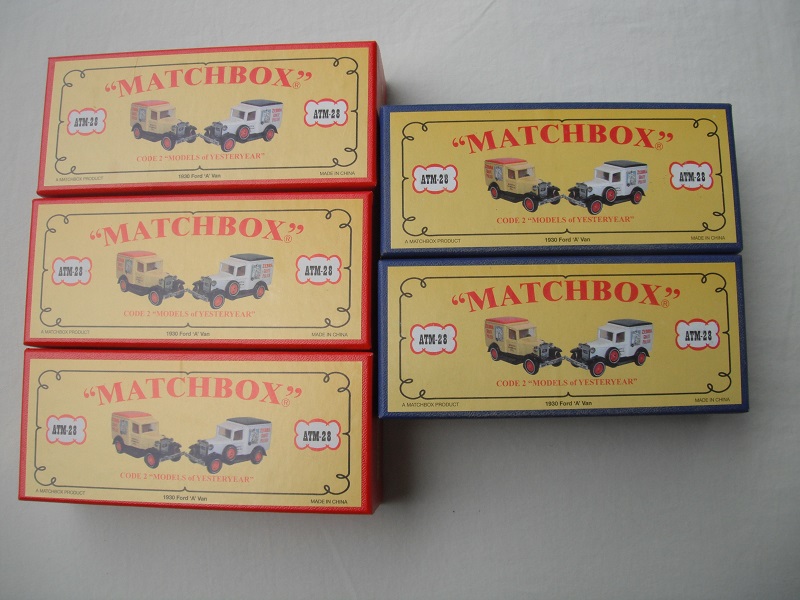 "MATCHBOX"®
ATM-28
ATM-28
CODE 2 "MODELS of YESTERYEAR"
1930 Ford 'A' Van
A MATCHBOX PRODUCT
MADE IN CHINA
"MATCHBOX"®
ATM-28
ATM-28
CODE 2 "MODELS of YESTERYEAR"
1930 Ford 'A' Van
A MATCHBOX PRODUCT
MADE IN CHINA
"MATCHBOX"®
ATM-28
ATM-28
CODE 2 "MODELS of YESTERYEAR"
1930 Ford 'A' Van
A MATCHBOX PRODUCT
MADE IN CHINA
"MATCHBOX"®
ATM-28
ATM-28
CODE 2 "MODELS of YESTERYEAR"
A MATCHBOX PRODUCT
1930 Ford 'A' Van
MADE IN CHINA
"MATCHBOX"®
ATM-28
ATM-28
CODE 2 "MODELS of YESTERYEAR"
A MATCHBOX PRODUCT
1930 Ford 'A' Van
MADE IN CHINA